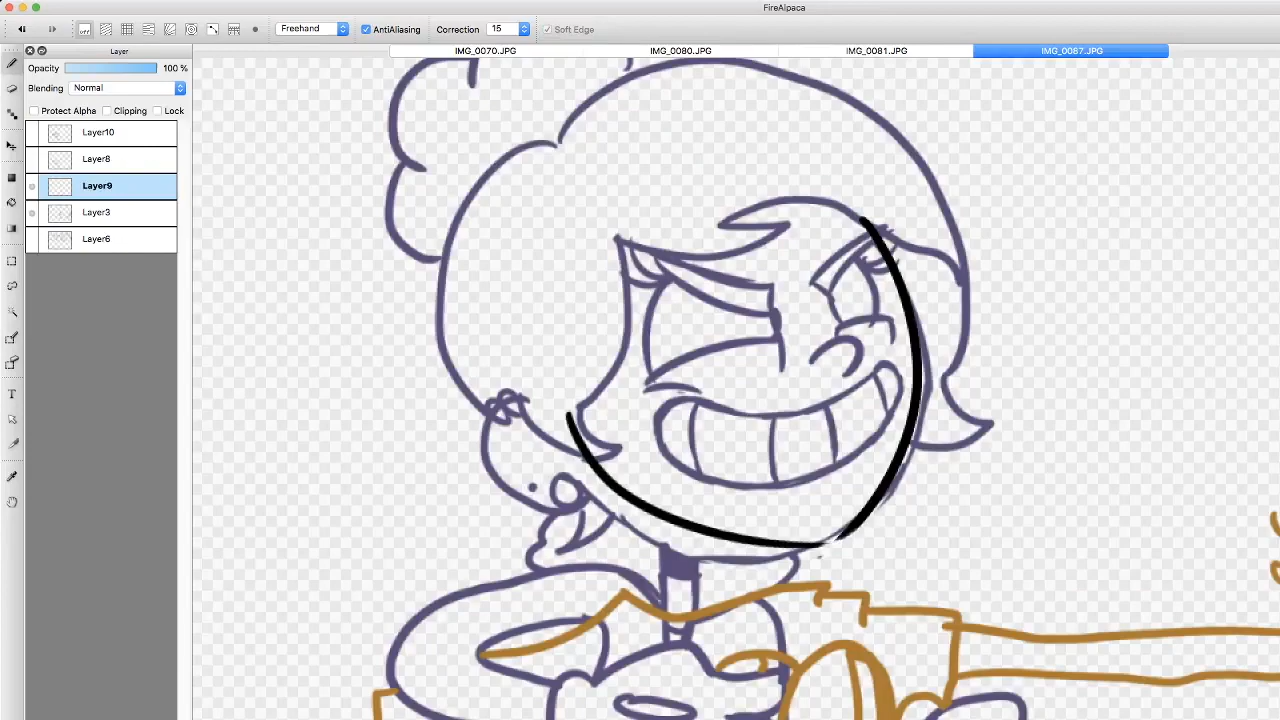 FireAlpaca
Freehand AntiAliasing Correction 15 Soft Edge
Layer IMG_0070.JPG IMG_0080.JPG IMG_0081.JPG IMG_0087.JPG
Opacity 100 %
Blending Normal
Protect Alpha Clipping Lock
Layer10
Layer8
Layer9
Layer3
Layer6
T